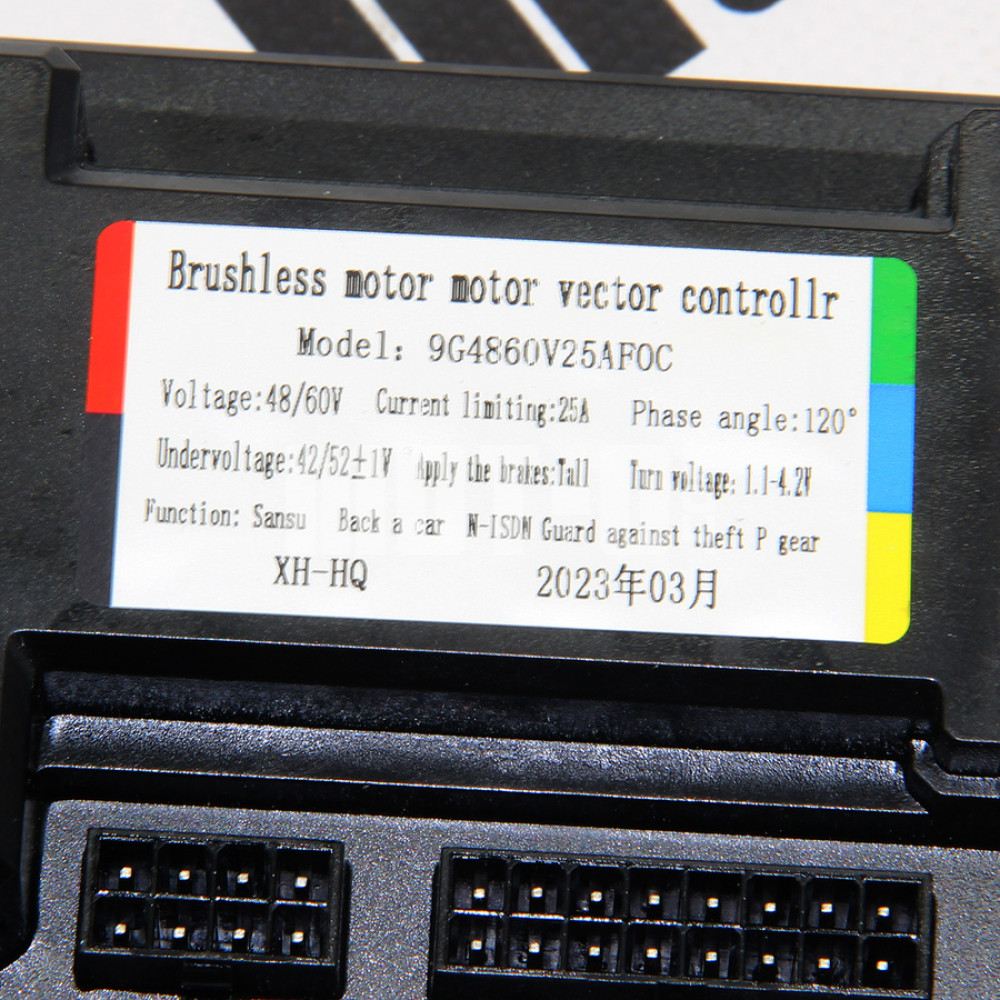 Brushless motor motor vector controllr
Model: 9G4860V25AFOC
Voltage:48/60V Current limiting:25A Phase angle:120°
Undervoltage:42/52±1V Apply the brakes:Tall Turn voltage: 1.1-4.2V
Function: Sansu Back a car N-ISDN Guard against theft P gear
XH-HQ 2023年03月